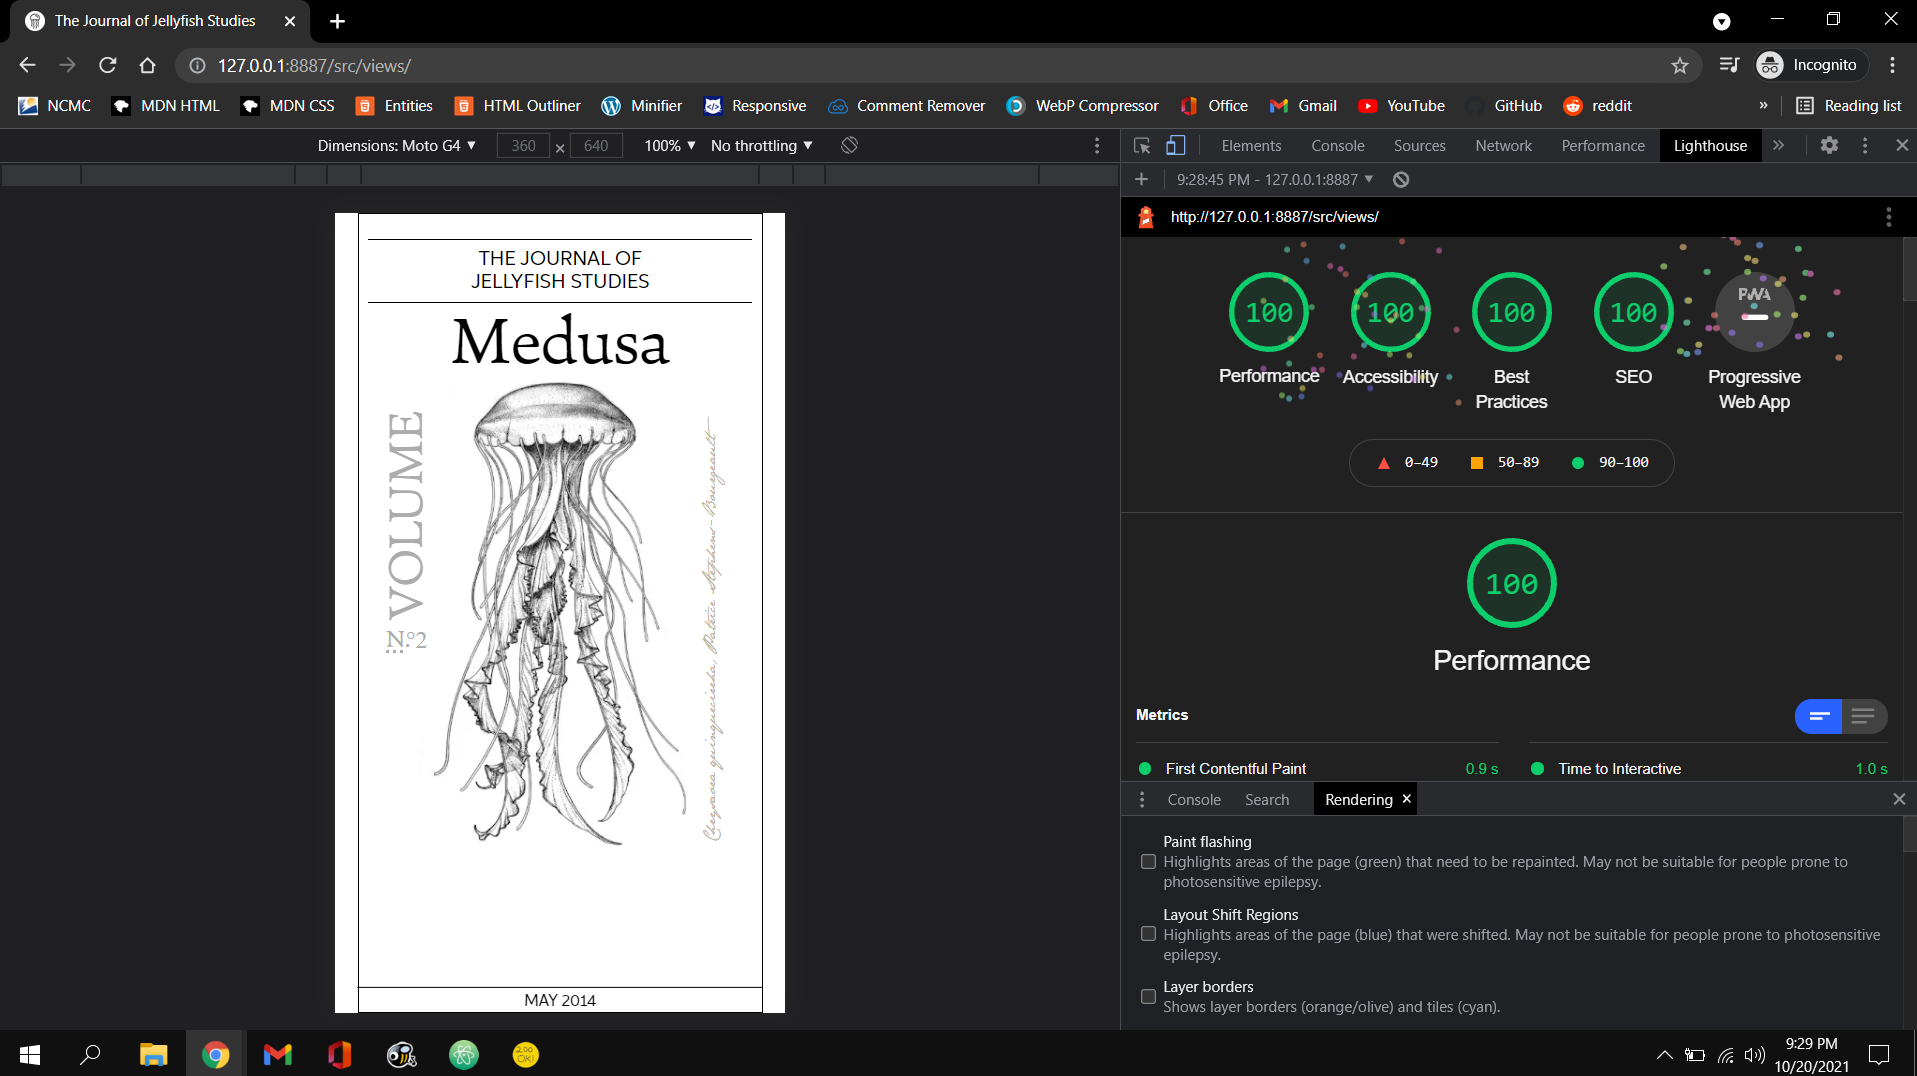 The Journal of Jellyfish Studies
127.0.0.1:8887/src/views/
Incognito
NCMC
MDN HTML
MDN CSS
Entities
HTML Outliner
Minifier
Responsive
Comment Remover
WebP Compressor
Office
Gmail
YouTube
GitHub
reddit
»
Reading list
Dimensions: Moto G4 ▼
360 × 640
100% ▼
No throttling ▼
Elements
Console
Sources
Network
Performance
Lighthouse
»
9:28:45 PM - 127.0.0.1:8887 ▼
http://127.0.0.1:8887/src/views/
THE JOURNAL OF
JELLYFISH STUDIES
Medusa
VOLUME
N.º2
Chrysaora quinquecirrha, Patrice Stephens-Bourgeault
MAY 2014
100
100
100
100
PWA
Performance
Accessibility
Best
Practices
SEO
Progressive
Web App
0–49
50–89
90–100
100
Performance
Metrics
First Contentful Paint 0.9 s
Time to Interactive 1.0 s
Console
Search
Rendering ×
Paint flashing
Highlights areas of the page (green) that need to be repainted. May not be suitable for people prone to
photosensitive epilepsy.
Layout Shift Regions
Highlights areas of the page (blue) that were shifted. May not be suitable for people prone to photosensitive
epilepsy.
Layer borders
Shows layer borders (orange/olive) and tiles (cyan).
200
OK!
9:29 PM
10/20/2021